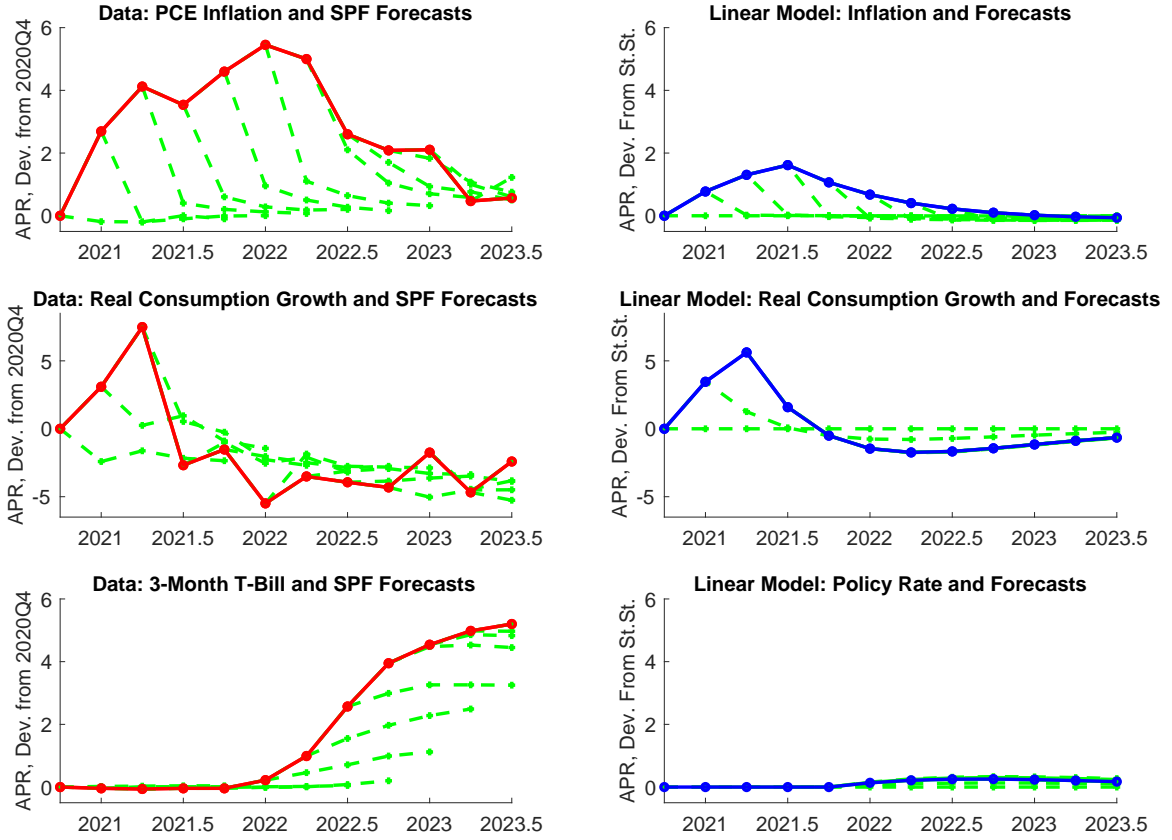 Data: PCE Inflation and SPF Forecasts
APR, Dev. from 2020Q4
6
4
2
0
2021 2021.5 2022 2022.5 2023 2023.5
Linear Model: Inflation and Forecasts
APR, Dev. From St.St.
6
4
2
0
2021 2021.5 2022 2022.5 2023 2023.5
Data: Real Consumption Growth and SPF Forecasts
APR, Dev. from 2020Q4
5
0
-5
2021 2021.5 2022 2022.5 2023 2023.5
Linear Model: Real Consumption Growth and Forecasts
APR, Dev. From St.St.
5
0
-5
2021 2021.5 2022 2022.5 2023 2023.5
Data: 3-Month T-Bill and SPF Forecasts
APR, Dev. from 2020Q4
6
4
2
0
2021 2021.5 2022 2022.5 2023 2023.5
Linear Model: Policy Rate and Forecasts
APR, Dev. From St.St.
6
4
2
0
2021 2021.5 2022 2022.5 2023 2023.5